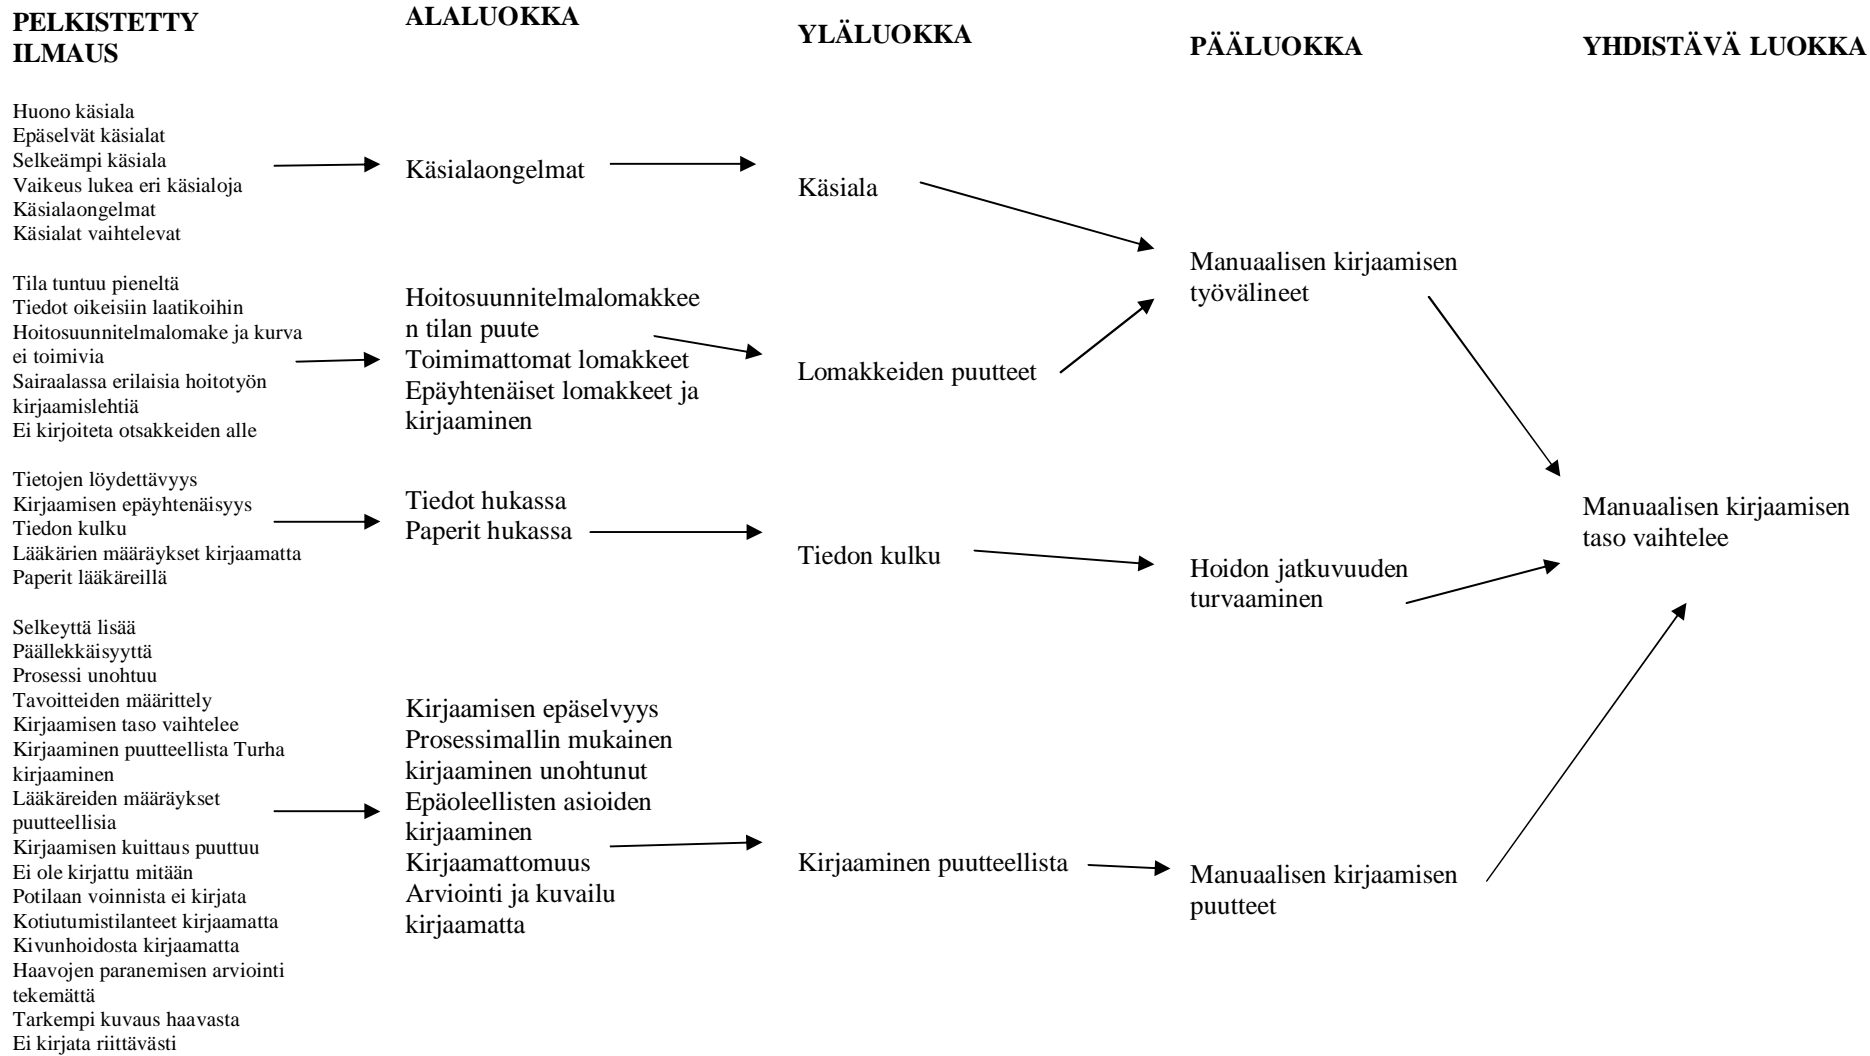 PELKISTETTY
ILMAUS
ALALUOKKA
YLÄLUOKKA
PÄÄLUOKKA
YHDISTÄVÄ LUOKKA
Huono käsiala
Epäselvät käsialat
Selkeämpi käsiala
Vaikeus lukea eri käsialoja
Käsialaongelmat
Käsialat vaihtelevat
Käsialaongelmat
Käsiala
Manuaalisen kirjaamisen
työvälineet
Tila tuntuu pieneltä
Tiedot oikeisiin laatikoihin
Hoitosuunnitelmalomake ja kurva
ei toimivia
Sairaalassa erilaisia hoitotyön
kirjaamislehtiä
Ei kirjoiteta otsakkeiden alle
Hoitosuunnitelmalomakkee
n tilan puute
Toimimattomat lomakkeet
Epäyhtenäiset lomakkeet ja
kirjaaminen
Lomakkeiden puutteet
Tietojen löydettävyys
Kirjaamisen epäyhtenäisyys
Tiedon kulku
Lääkärien määräykset kirjaamatta
Paperit lääkäreillä
Tiedot hukassa
Paperit hukassa
Tiedon kulku
Hoidon jatkuvuuden
turvaaminen
Manuaalisen kirjaamisen
taso vaihtelee
Selkeyttä lisää
Päällekkäisyyttä
Prosessi unohtuu
Tavoitteiden määrittely
Kirjaamisen taso vaihtelee
Kirjaaminen puutteellista Turha
kirjaaminen
Lääkäreiden määräykset
puutteellisia
Kirjaamisen kuittaus puuttuu
Ei ole kirjattu mitään
Potilaan voinnista ei kirjata
Kotiutumistilanteet kirjaamatta
Kivunhoidosta kirjaamatta
Haavojen paranemisen arviointi
tekemättä
Tarkempi kuvaus haavasta
Ei kirjata riittävästi
Kirjaamisen epäselvyys
Prosessimallin mukainen
kirjaaminen unohtunut
Epäoleellisten asioiden
kirjaaminen
Kirjaamattomuus
Arviointi ja kuvailu
kirjaamatta
Kirjaaminen puutteellista
Manuaalisen kirjaamisen
puutteet